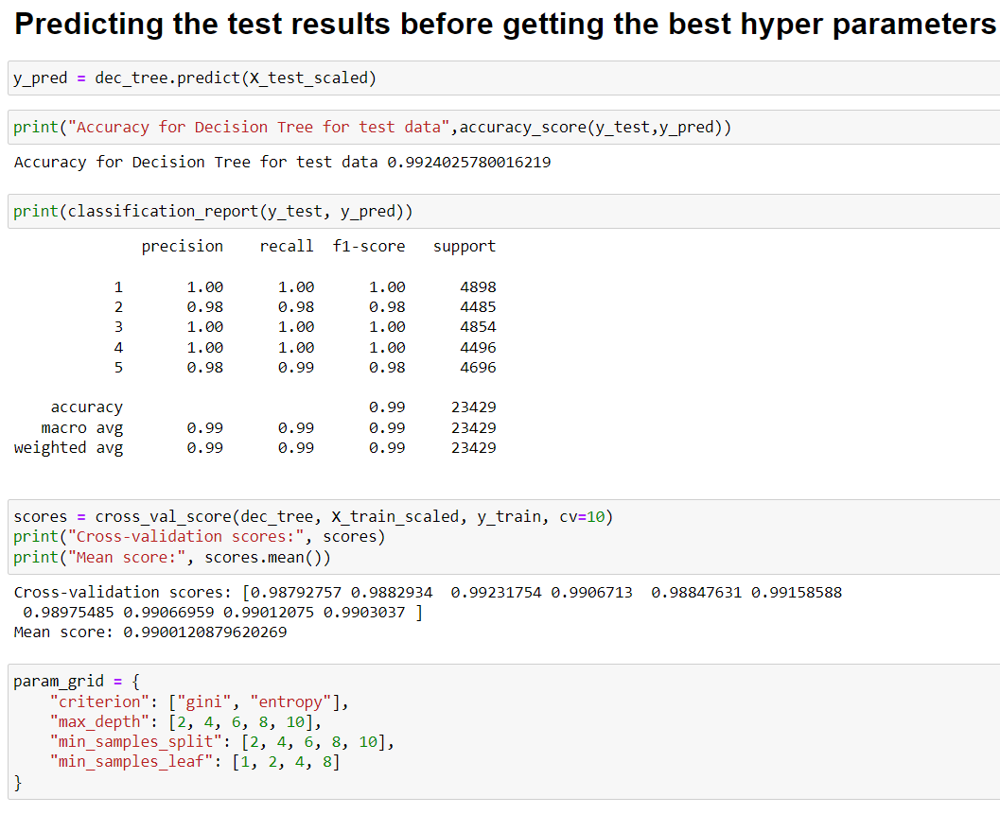 Predicting the test results before getting the best hyper parameters
y_pred = dec_tree.predict(X_test_scaled)
print("Accuracy for Decision Tree for test data",accuracy_score(y_test,y_pred))
Accuracy for Decision Tree for test data 0.9924025780016219
print(classification_report(y_test, y_pred))
              precision    recall  f1-score   support

           1       1.00      1.00      1.00      4898
           2       0.98      0.98      0.98      4485
           3       1.00      1.00      1.00      4854
           4       1.00      1.00      1.00      4496
           5       0.98      0.99      0.98      4696

    accuracy                           0.99     23429
   macro avg       0.99      0.99      0.99     23429
weighted avg       0.99      0.99      0.99     23429

scores = cross_val_score(dec_tree, X_train_scaled, y_train, cv=10)
print("Cross-validation scores:", scores)
print("Mean score:", scores.mean())
Cross-validation scores: [0.98792757 0.9882934  0.99231754 0.9906713  0.98847631 0.99158588
 0.98975485 0.99066959 0.99012075 0.9903037 ]
Mean score: 0.9900120879620269
param_grid = {
    "criterion": ["gini", "entropy"],
    "max_depth": [2, 4, 6, 8, 10],
    "min_samples_split": [2, 4, 6, 8, 10],
    "min_samples_leaf": [1, 2, 4, 8]
}